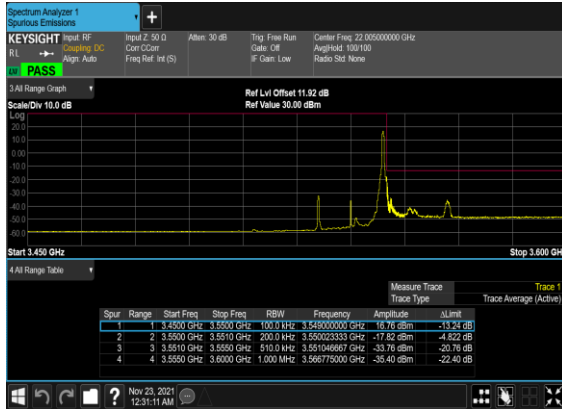 Spectrum Analyzer 1
Spurious Emissions
KEYSIGHT Input: RF Input Z: 50 Ω Atten: 30 dB Trig: Free Run Center Freq: 22.005000000 GHz
RL Coupling: DC Corr CCorr Gate: Off Avg|Hold: 100/100
Align: Auto Freq Ref: Int (S) IF Gain: Low Radio Std: None
LXI PASS
3 All Range Graph Ref Lvl Offset 11.92 dB
Scale/Div 10.0 dB Ref Value 30.00 dBm
Log
20.0
10.0
0.00
-10.0
-20.0
-30.0
-40.0
-50.0
-60.0
Start 3.450 GHz Stop 3.600 GH
4 All Range Table
Measure Trace Trace 1
Trace Type Trace Average (Active)
Spur Range Start Freq Stop Freq RBW Frequency Amplitude ΔLimit
1 1 3.4500 GHz 3.5500 GHz 100.0 kHz 3.549000000 GHz 16.76 dBm -13.24 dB
2 2 3.5500 GHz 3.5510 GHz 200.0 kHz 3.550023333 GHz -17.82 dBm -4.822 dB
3 3 3.5510 GHz 3.5550 GHz 510.0 kHz 3.551046667 GHz -33.76 dBm -20.76 dB
4 4 3.5550 GHz 3.6000 GHz 1.000 MHz 3.566775000 GHz -35.40 dBm -22.40 dB
Nov 23, 2021
12:31:11 AM